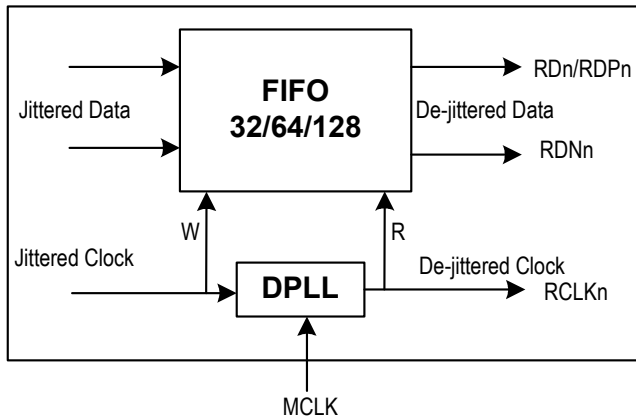 RDn/RDPn
FIFO
32/64/128
Jittered Data
De-jittered Data
RDNn
W
R
Jittered Clock
De-jittered Clock
DPLL
RCLKn
MCLK